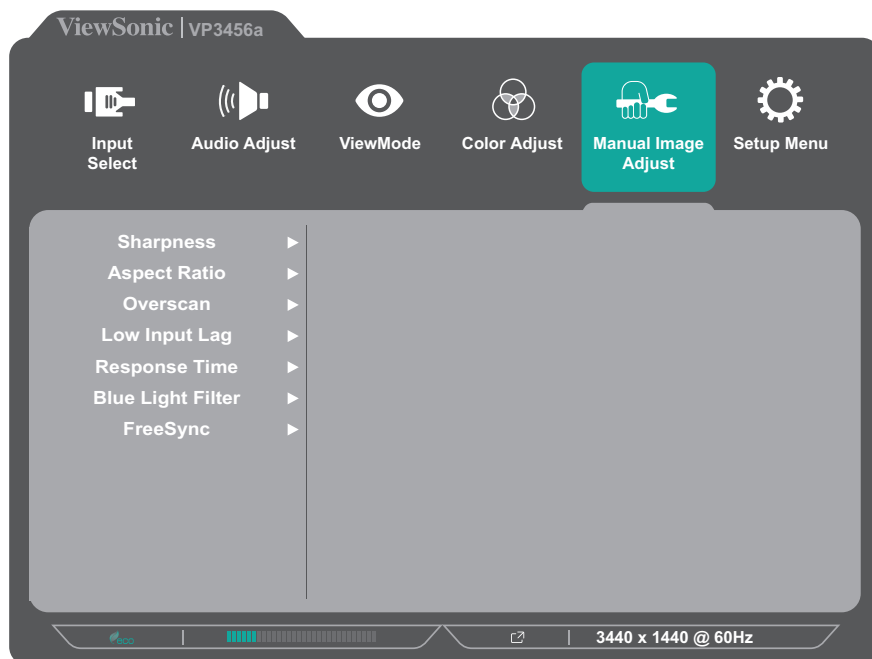 ViewSonic | VP3456a
Input
Select
Audio Adjust
ViewMode
Color Adjust
Manual Image
Adjust
Setup Menu
Sharpness
Aspect Ratio
Overscan
Low Input Lag
Response Time
Blue Light Filter
FreeSync
eco
3440 x 1440 @ 60Hz